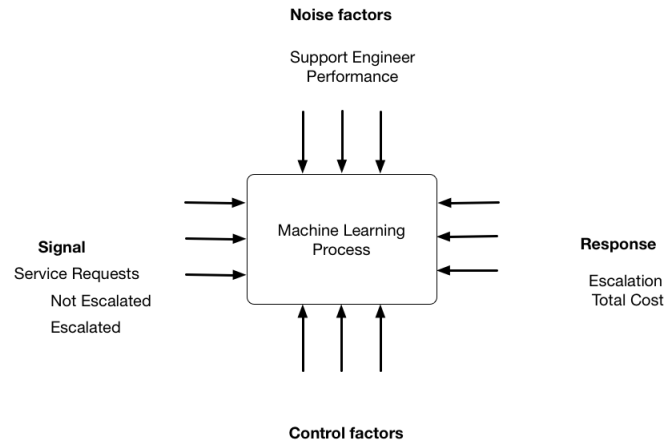 Noise factors
Support Engineer
Performance
Machine Learning
Process
Signal
Service Requests
Not Escalated
Escalated
Response
Escalation
Total Cost
Control factors